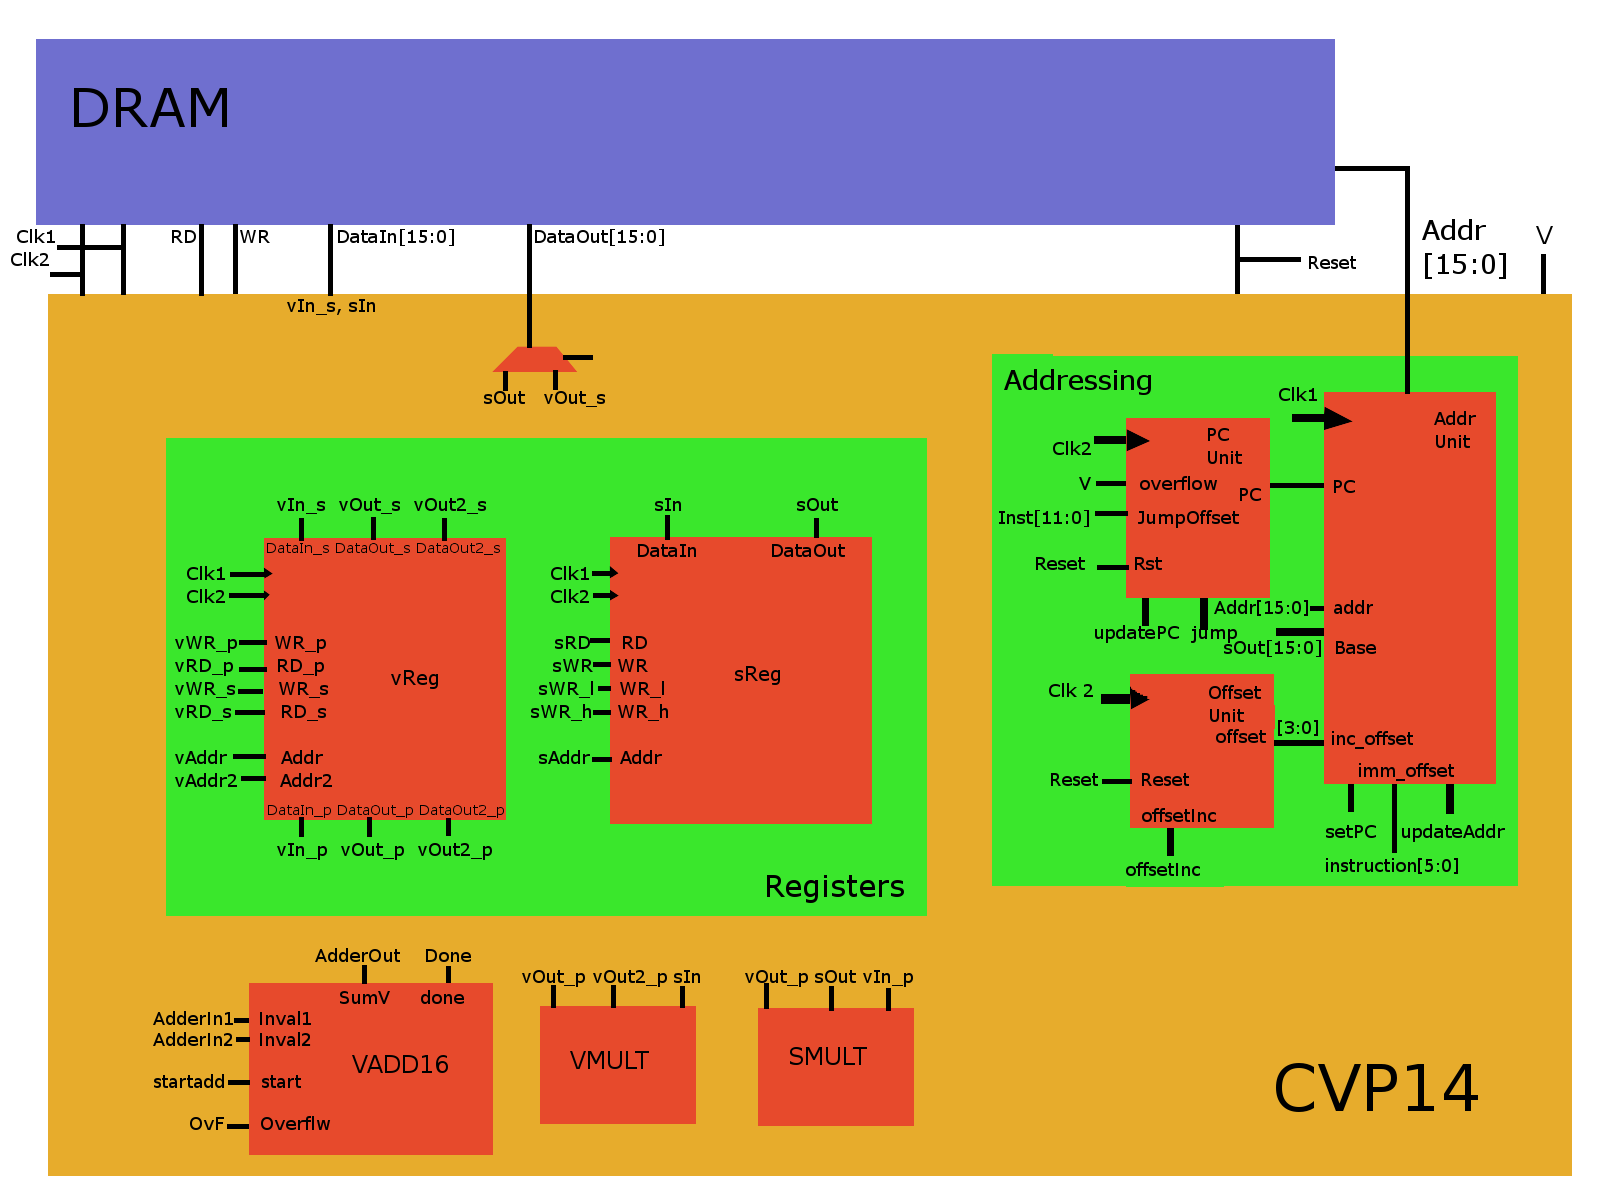 DRAM
Clk1
Clk2
RD
WR
DataIn[15:0]
DataOut[15:0]
Reset
Addr
[15:0]
V
vIn_s, sIn
sOut
vOut_s
Addressing
Clk1
Addr
Unit
PC
addr
Base
inc_offset
imm_offset
Clk2
V
Inst[11:0]
Reset
PC
Unit
overflow
PC
JumpOffset
Rst
updatePC
jump
Addr[15:0]
sOut[15:0]
Clk 2
Offset
Unit
offset
[3:0]
Reset
Reset
offsetInc
offsetInc
setPC
updateAddr
instruction[5:0]
vIn_s
vOut_s
vOut2_s
DataIn_s
DataOut_s
DataOut2_s
Clk1
Clk2
vWR_p
WR_p
vRD_p
RD_p
vWR_s
WR_s
vRD_s
RD_s
vReg
vAddr
Addr
vAddr2
Addr2
DataIn_p
DataOut_p
DataOut2_p
vIn_p
vOut_p
vOut2_p
sIn
sOut
DataIn
DataOut
Clk1
Clk2
sRD
RD
sWR
WR
sWR_l
WR_l
sWR_h
WR_h
sReg
sAddr
Addr
Registers
AdderOut
Done
SumV
done
AdderIn1
Inval1
AdderIn2
Inval2
VADD16
startadd
start
OvF
Overflw
vOut_p
vOut2_p
sIn
VMULT
vOut_p
sOut
vIn_p
SMULT
CVP14